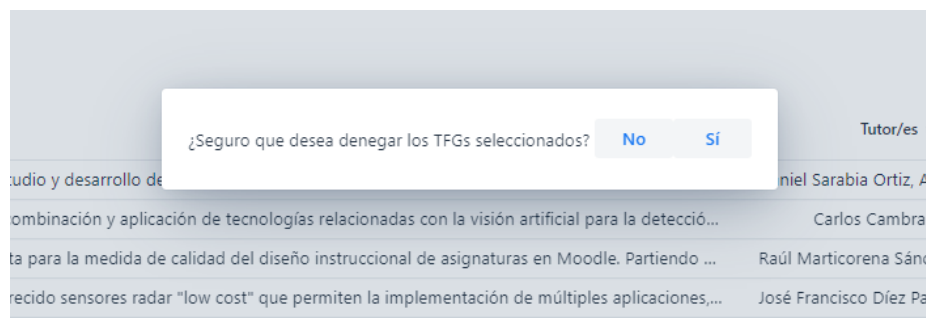 ¿Seguro que desea denegar los TFGs seleccionados? No Sí
Tutor/es
udio y desarrollo de niel Sarabia Ortiz, A
ombinación y aplicación de tecnologías relacionadas con la visión artificial para la detecció... Carlos Cambra
ta para la medida de calidad del diseño instruccional de asignaturas en Moodle. Partiendo ... Raúl Marticorena Sánc
recido sensores radar "low cost" que permiten la implementación de múltiples aplicaciones,... José Francisco Díez Pa